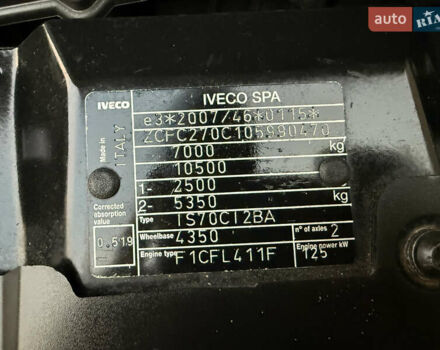 auto RIA
IVECO IVECO SPA
e3*2007/46*0115*
ZCFC270C105990470
Made in ITALY
7000 kg
10500
1- 2500
2- 5350 kg
Corrected absorption value
Type IS70CI2BA
0.519
Wheelbase 4350 n° of axles 2
Engine type F1CFL411F Engine power kW 125